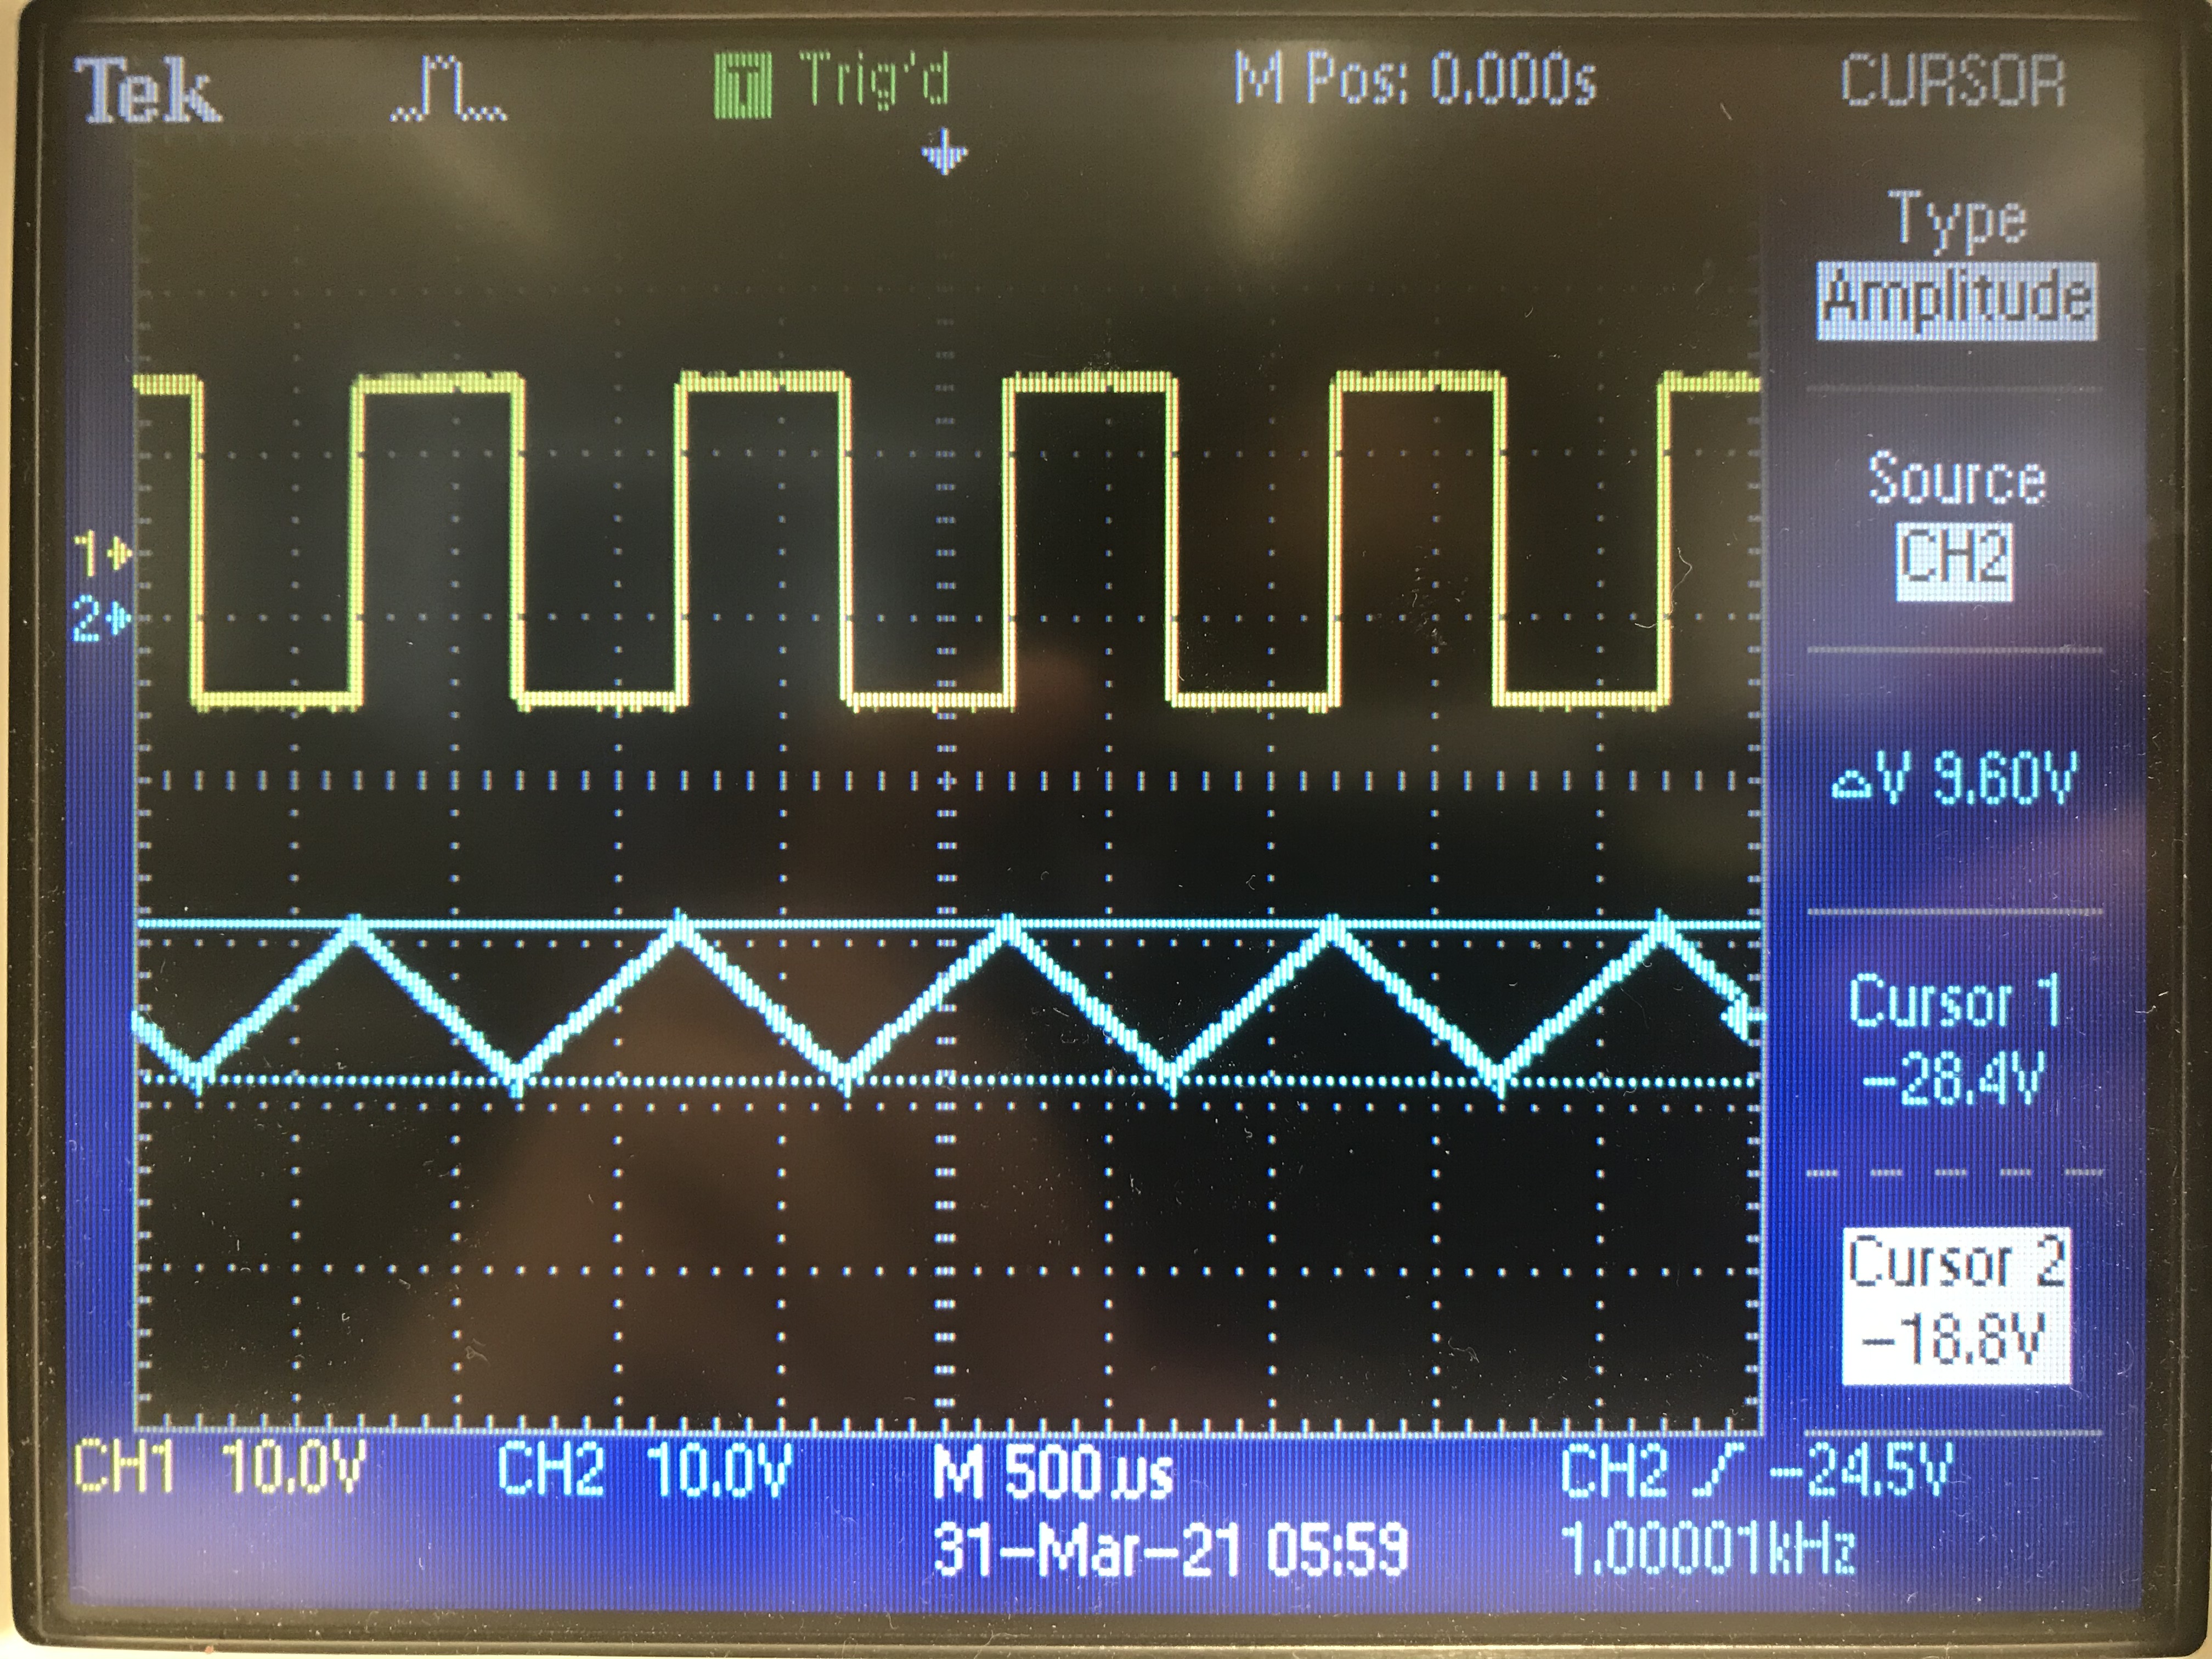 Tek T Trig'd M Pos: 0.000s CURSOR
Type
Amplitude
Source
CH2
1
2
△V 9.60V
Cursor 1
-28.4V
Cursor 2
-18.8V
CH1 10.0V CH2 10.0V M 500µs CH2 -24.5V
31-Mar-21 05:59 1.00001kHz